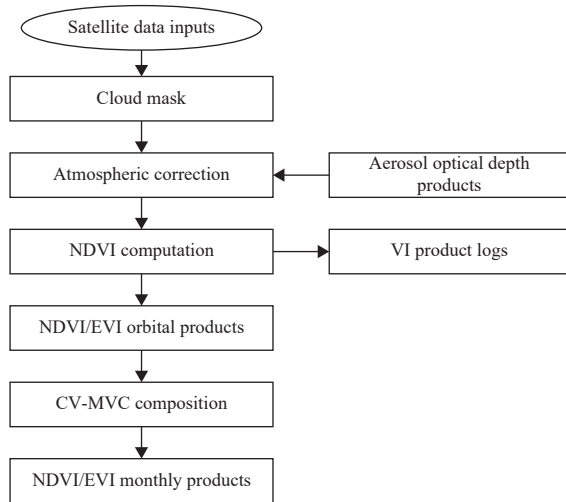 Satellite data inputs
Cloud mask
Atmospheric correction
Aerosol optical depth
products
NDVI computation
VI product logs
NDVI/EVI orbital products
CV-MVC composition
NDVI/EVI monthly products